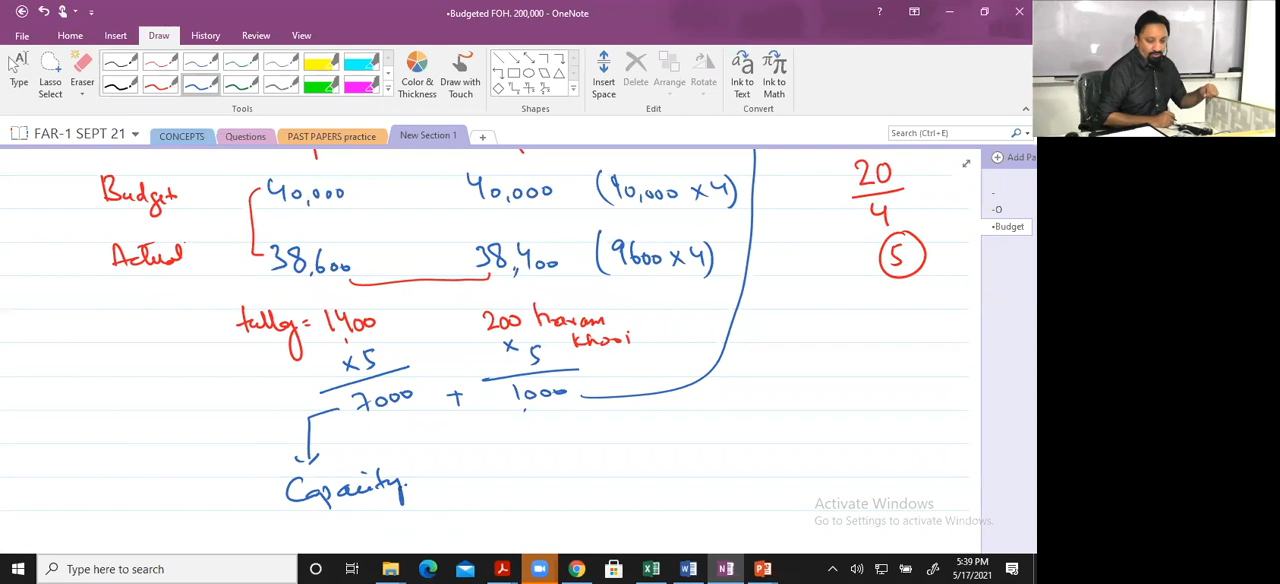 •Budgeted FOH. 200,000 - OneNote
File Home Insert Draw History Review View
Type
Lasso Select
Eraser
Color & Thickness
Draw with Touch
Insert Space
Delete
Arrange
Rotate
Ink to Text
Ink to Math
Tools Shapes Edit Convert
FAR-1 SEPT 21 CONCEPTS Questions PAST PAPERS practice New Section 1 Search (Ctrl+E)
Add Pa
-
-O
•Budget
Budget 40,000 40,000 (10,000 x 4)
Actual 38,600 38,400 (9600 x 4)
20
4
5
= 1400 200 haram
khori
x 5 x 5
7000 + 1000
Capacity.
Activate Windows
Go to Settings to activate Windows.
Type here to search
5:39 PM
5/17/2021